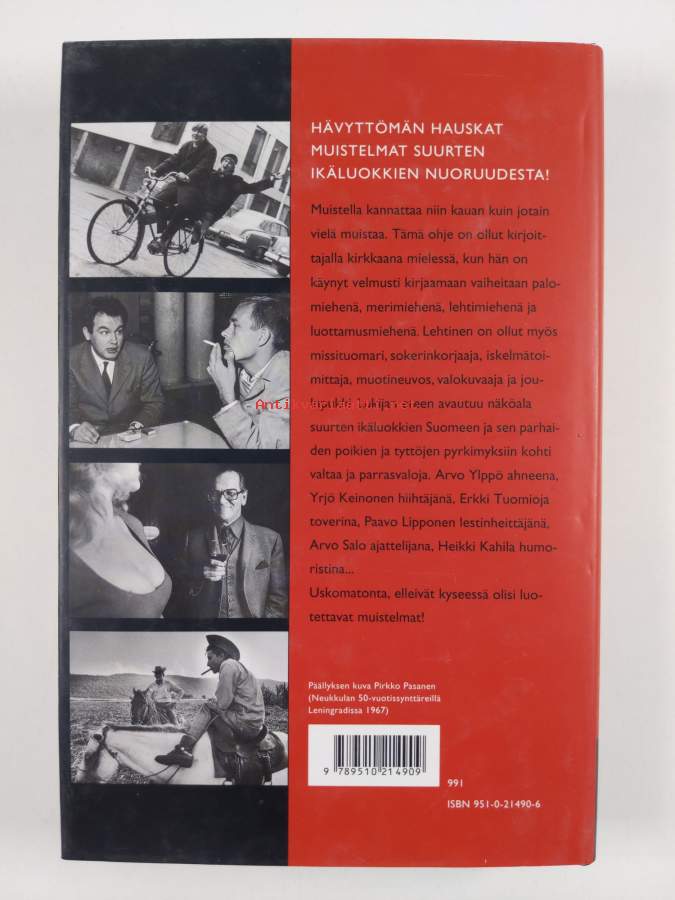 HÄVYTTÖMÄN HAUSKAT
MUISTELMAT SUURTEN
IKÄLUOKKIEN NUORUUDESTA!
Muistella kannattaa niin kauan kuin jotain
vielä muistaa. Tämä ohje on ollut kirjoit-
tajalla kirkkaana mielessä, kun hän on
käynyt velmusti kirjaamaan vaiheitaan palo-
miehenä, merimiehenä, lehtimiehenä ja
luottamusmiehenä. Lehtinen on ollut myös
missituomari, sokerinkorjaaja, iskelmätoi-
mittaja, muotineuvos, valokuvaaja ja jou-
lupukki. Lukija eteen avautuu näköala
suurten ikäluokkien Suomeen ja sen parhai-
den poikien ja tyttöjen pyrkimyksiin kohti
valtaa ja parrasvaloja. Arvo Ylppö ahneena,
Yrjö Keinonen hiihtäjänä, Erkki Tuomioja
toverina, Paavo Lipponen lestinheittäjänä,
Arvo Salo ajattelijana, Heikki Kahila humo-
ristina...
Uskomatonta, elleivät kyseessä olisi luo-
tettavat muistelmat!
Päällyksen kuva Pirkko Pasanen
(Neukkulan 50-vuotissynttäreillä
Leningradissa 1967)
9 789510 214909
991
ISBN 951-0-21490-6